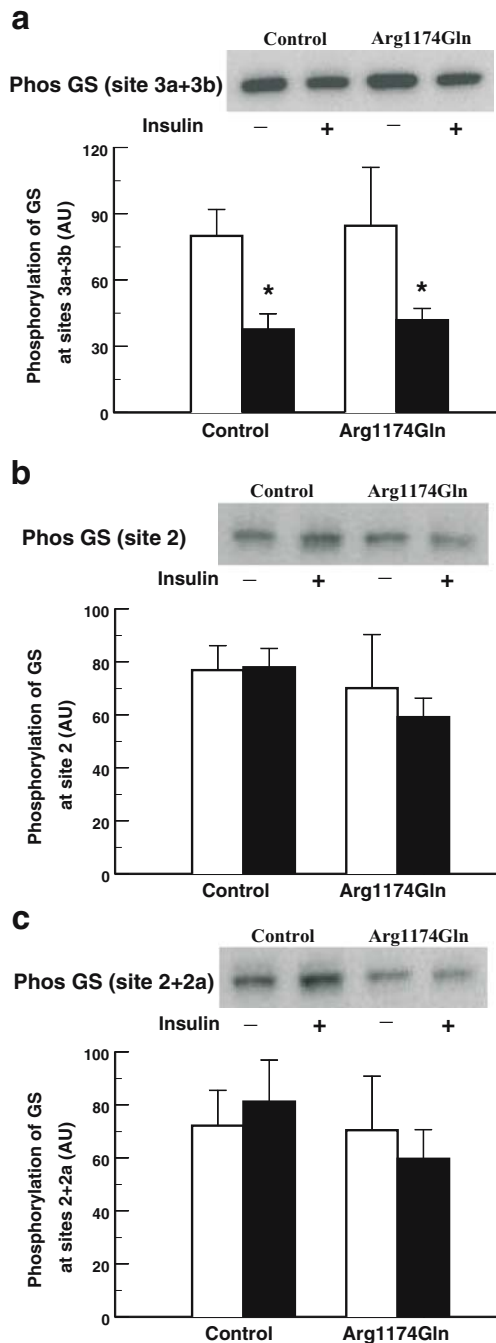 a
Control Arg1174Gln
Phos GS (site 3a+3b)
Insulin – + – +
Phosphorylation of GS
at sites 3a+3b (AU)
120
90
60
30
0
* *
Control Arg1174Gln
b
Control Arg1174Gln
Phos GS (site 2)
Insulin – + – +
Phosphorylation of GS
at site 2 (AU)
100
80
60
40
20
0
Control Arg1174Gln
c
Control Arg1174Gln
Phos GS (site 2+2a)
Insulin – + – +
Phosphorylation of GS
at sites 2+2a (AU)
100
80
60
40
20
0
Control Arg1174Gln